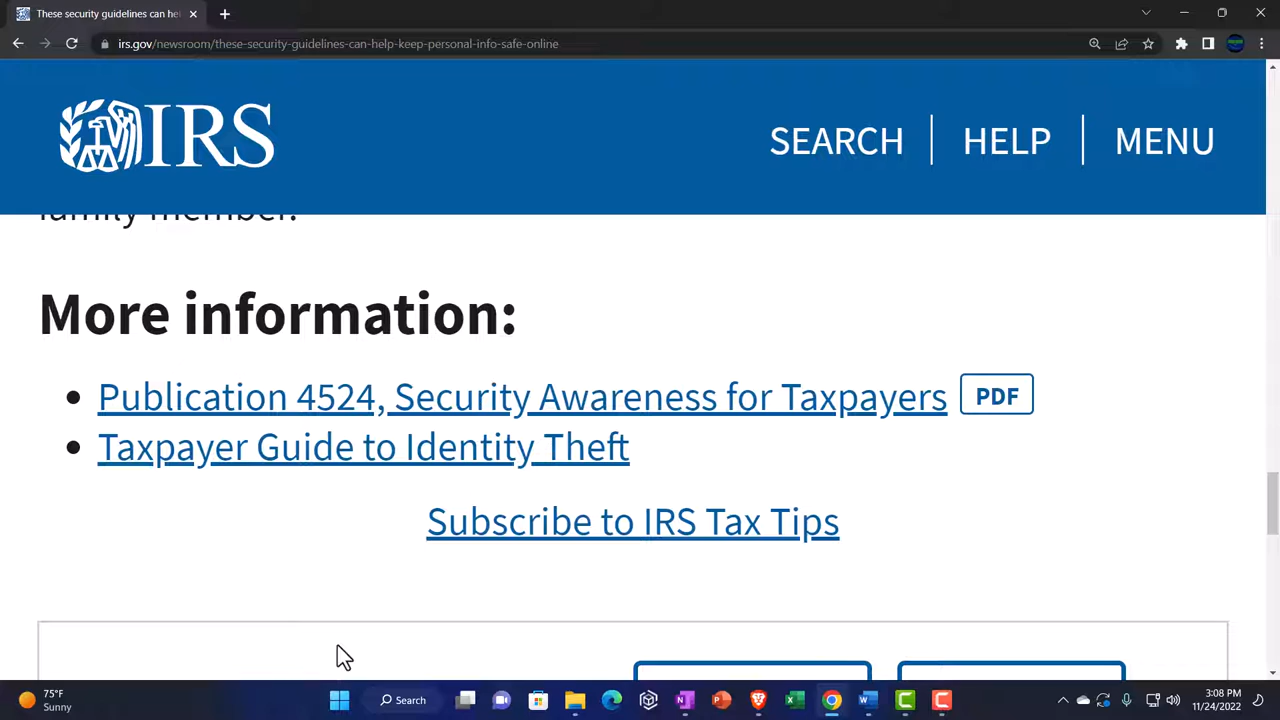 These security guidelines can he
irs.gov/newsroom/these-security-guidelines-can-help-keep-personal-info-safe-online
IRS
SEARCH
HELP
MENU
family member.
More information:
Publication 4524, Security Awareness for Taxpayers PDF
Taxpayer Guide to Identity Theft
Subscribe to IRS Tax Tips
75°F
Sunny
Search
3:08 PM
11/24/2022